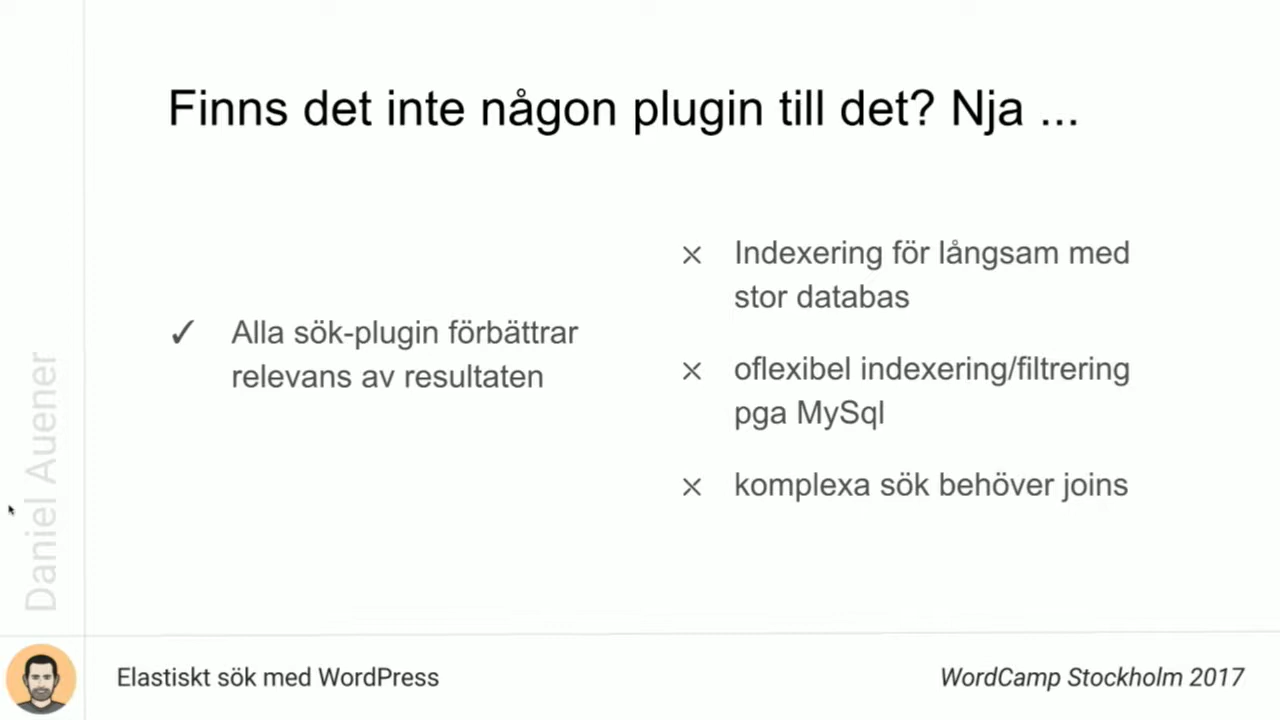 Finns det inte någon plugin till det? Nja ...
✓ Alla sök-plugin förbättrar
relevans av resultaten
× Indexering för långsam med
stor databas
× oflexibel indexering/filtrering
pga MySql
× komplexa sök behöver joins
Daniel Auener
Elastiskt sök med WordPress
WordCamp Stockholm 2017